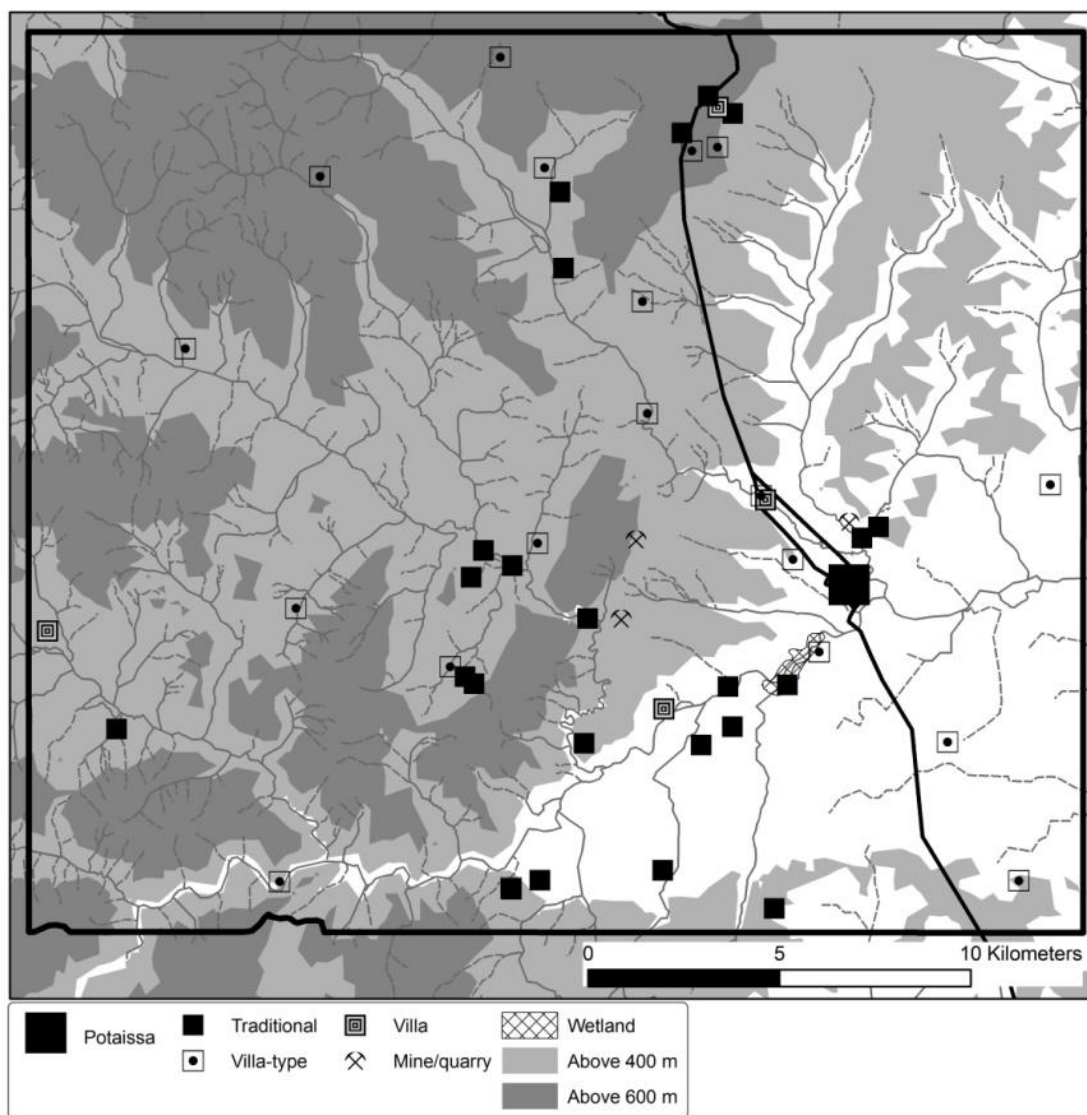 0 5 10 Kilometers
Potaissa
Traditional
Villa
Wetland
Villa-type
Mine/quarry
Above 400 m
Above 600 m